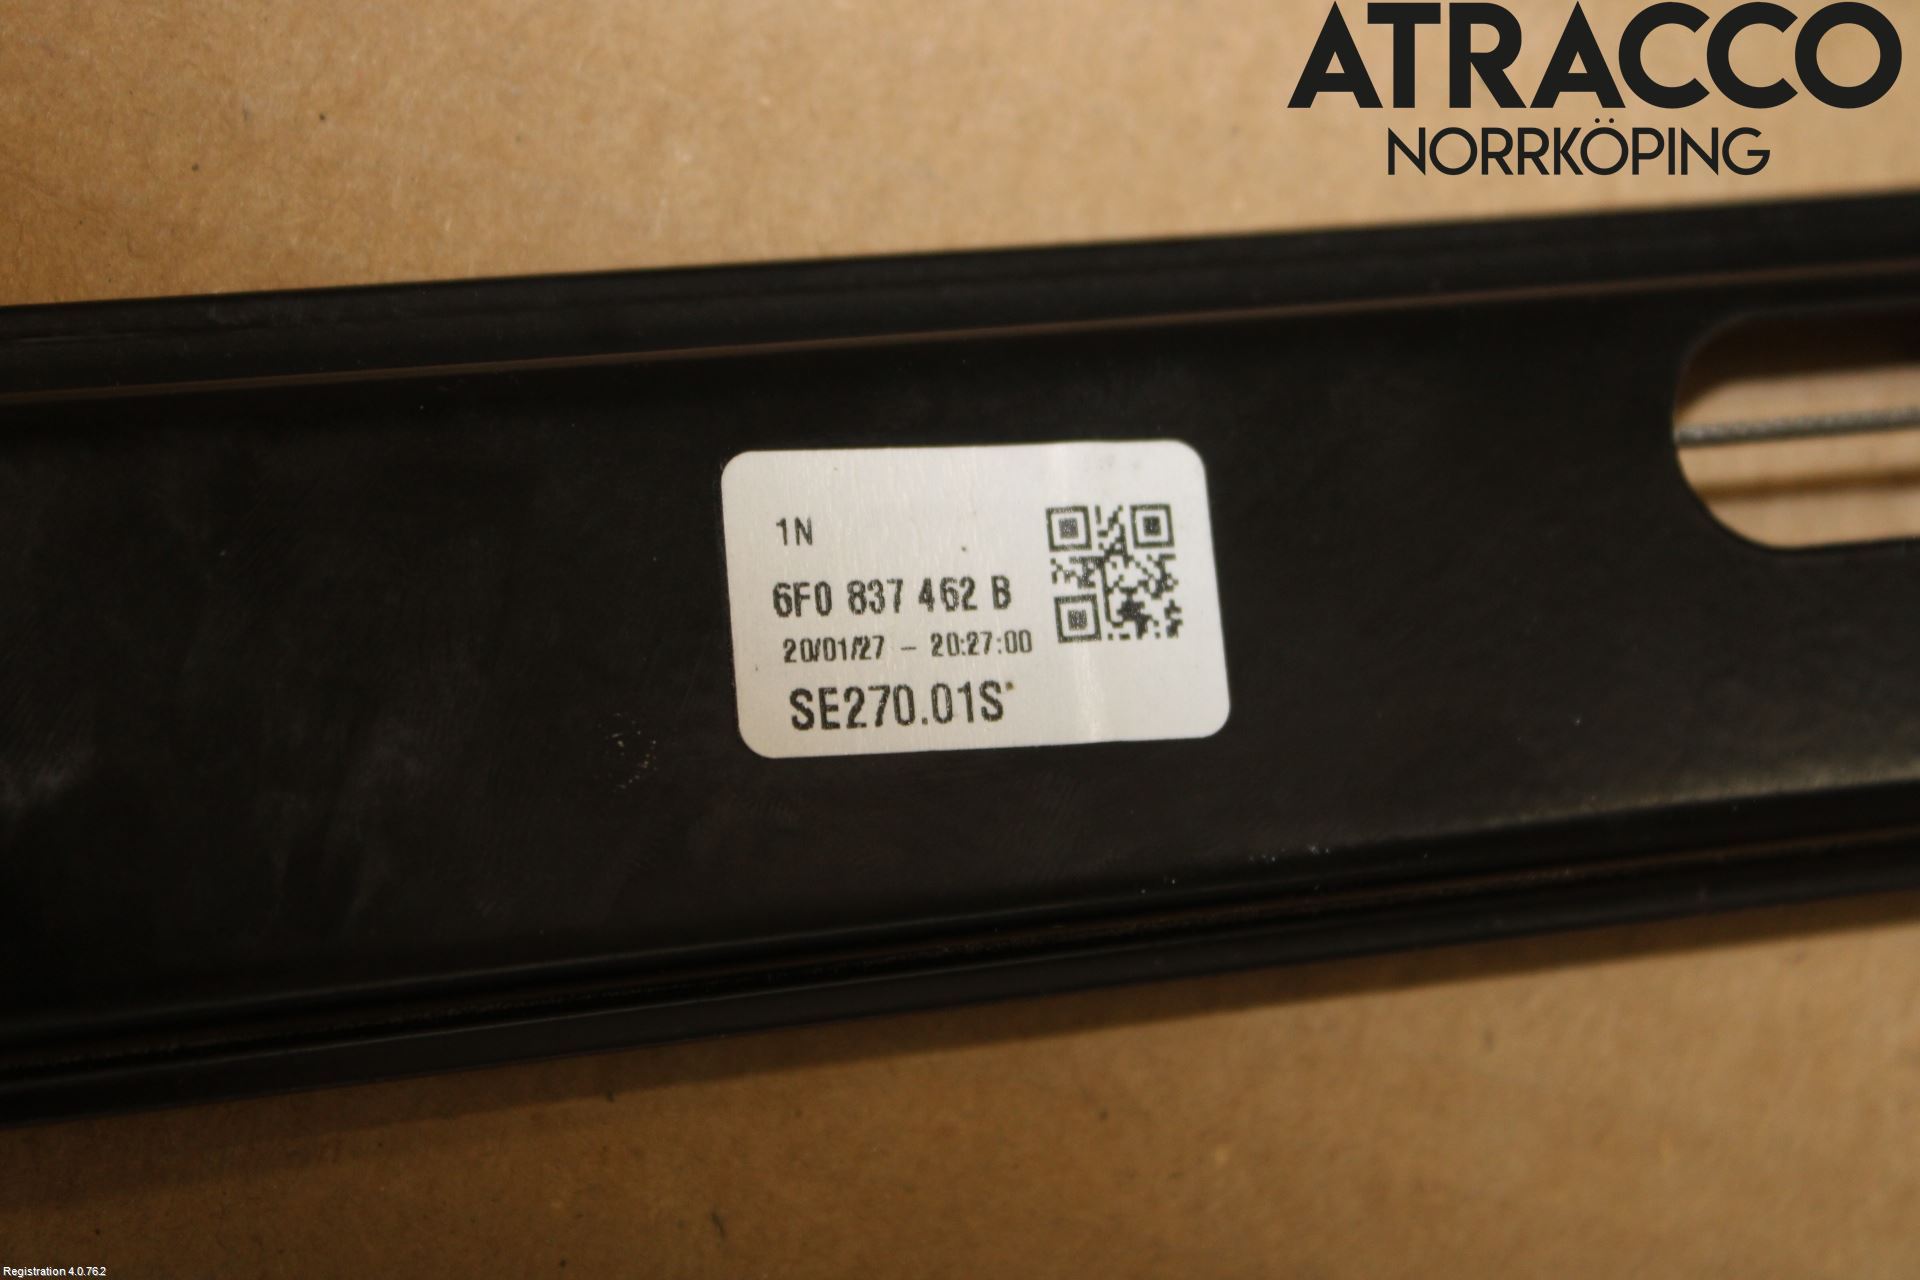 ATRACCO
NORRKÖPING
1N
6F0 837 462 B
20/01/27 - 20:27:00
SE270.01S
Registration 4.0.76.2